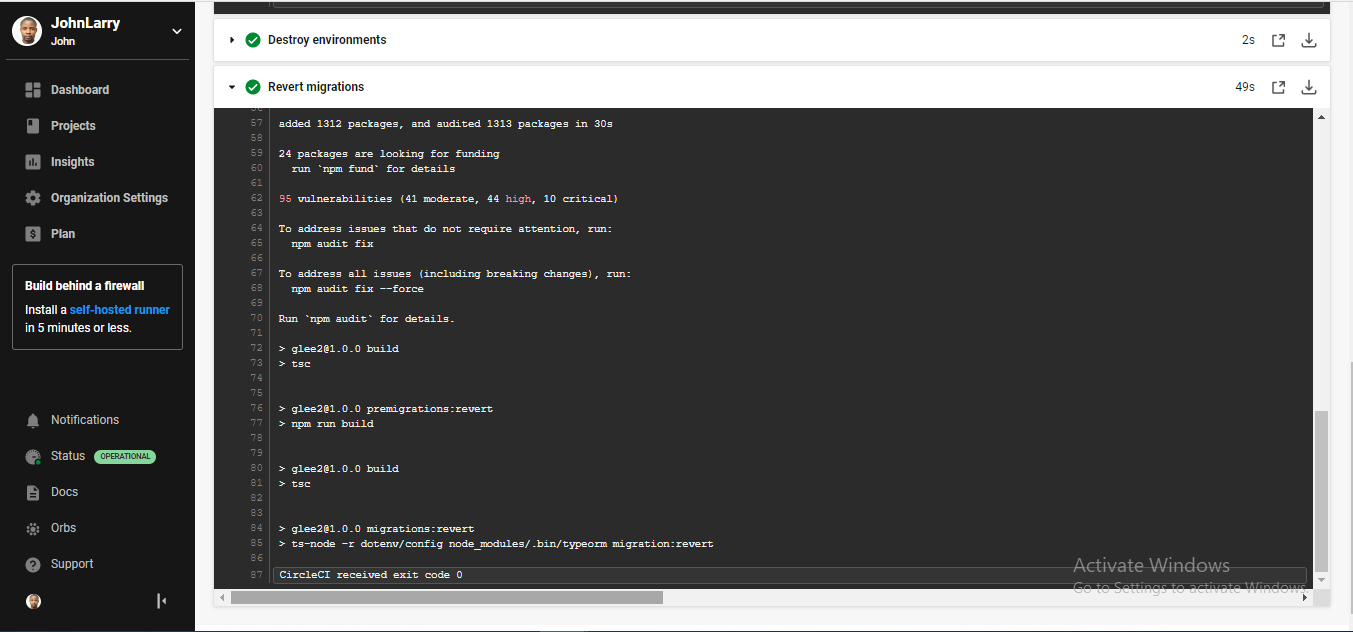 JohnLarry
John
Dashboard
Projects
Insights
Organization Settings
Plan
Build behind a firewall
Install a self-hosted runner
in 5 minutes or less.
Notifications
Status OPERATIONAL
Docs
Orbs
Support
Destroy environments 2s
Revert migrations 49s
57 added 1312 packages, and audited 1313 packages in 30s
58
59 24 packages are looking for funding
60 run `npm fund` for details
61
62 95 vulnerabilities (41 moderate, 44 high, 10 critical)
63
64 To address issues that do not require attention, run:
65 npm audit fix
66
67 To address all issues (including breaking changes), run:
68 npm audit fix --force
69
70 Run `npm audit` for details.
71
72 > glee2@1.0.0 build
73 > tsc
74
75
76 > glee2@1.0.0 premigrations:revert
77 > npm run build
78
79
80 > glee2@1.0.0 build
81 > tsc
82
83
84 > glee2@1.0.0 migrations:revert
85 > ts-node -r dotenv/config node_modules/.bin/typeorm migration:revert
86
87 CircleCI received exit code 0
Activate Windows
Go to Settings to activate Windows.